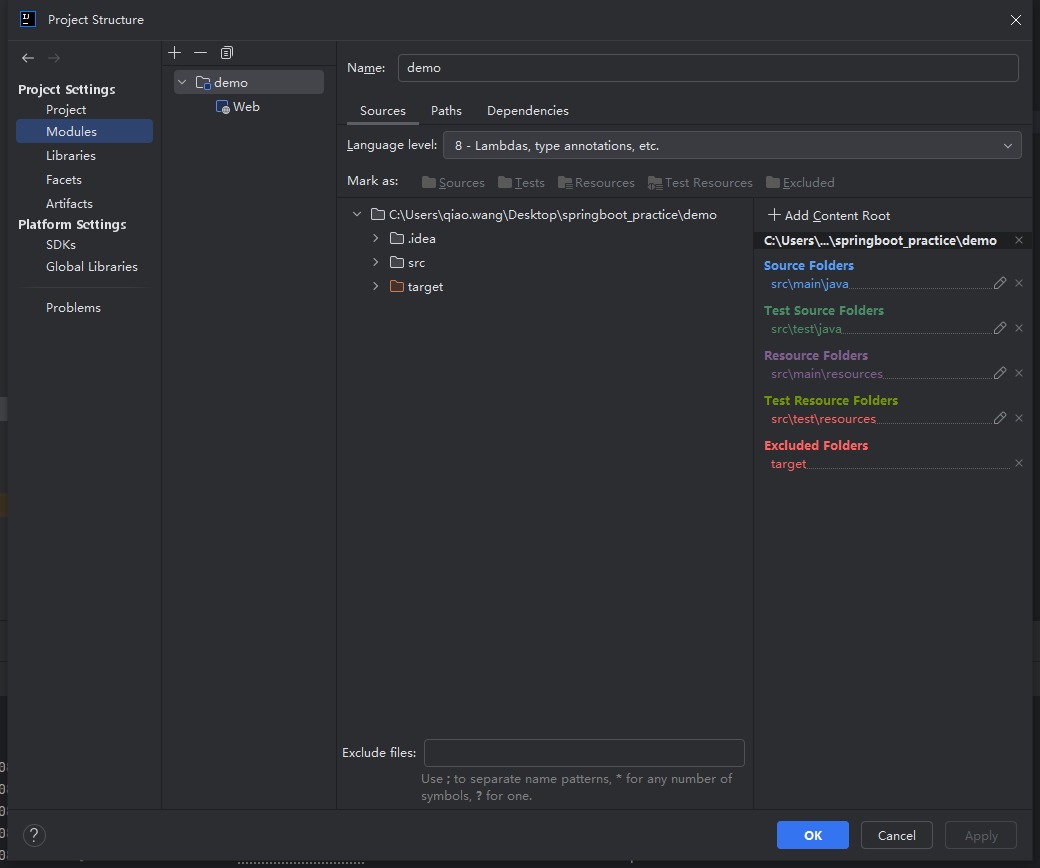 Project Structure
Project Settings
Project
Modules
Libraries
Facets
Artifacts
Platform Settings
SDKs
Global Libraries
Problems
demo
Web
Name: demo
Sources Paths Dependencies
Language level: 8 - Lambdas, type annotations, etc.
Mark as: Sources Tests Resources Test Resources Excluded
C:\Users\qiao.wang\Desktop\springboot_practice\demo
.idea
src
target
Exclude files:
Use ; to separate name patterns, * for any number of
symbols, ? for one.
Add Content Root
C:\Users\...\springboot_practice\demo
Source Folders
src\main\java
Test Source Folders
src\test\java
Resource Folders
src\main\resources
Test Resource Folders
src\test\resources
Excluded Folders
target
?
OK Cancel Apply